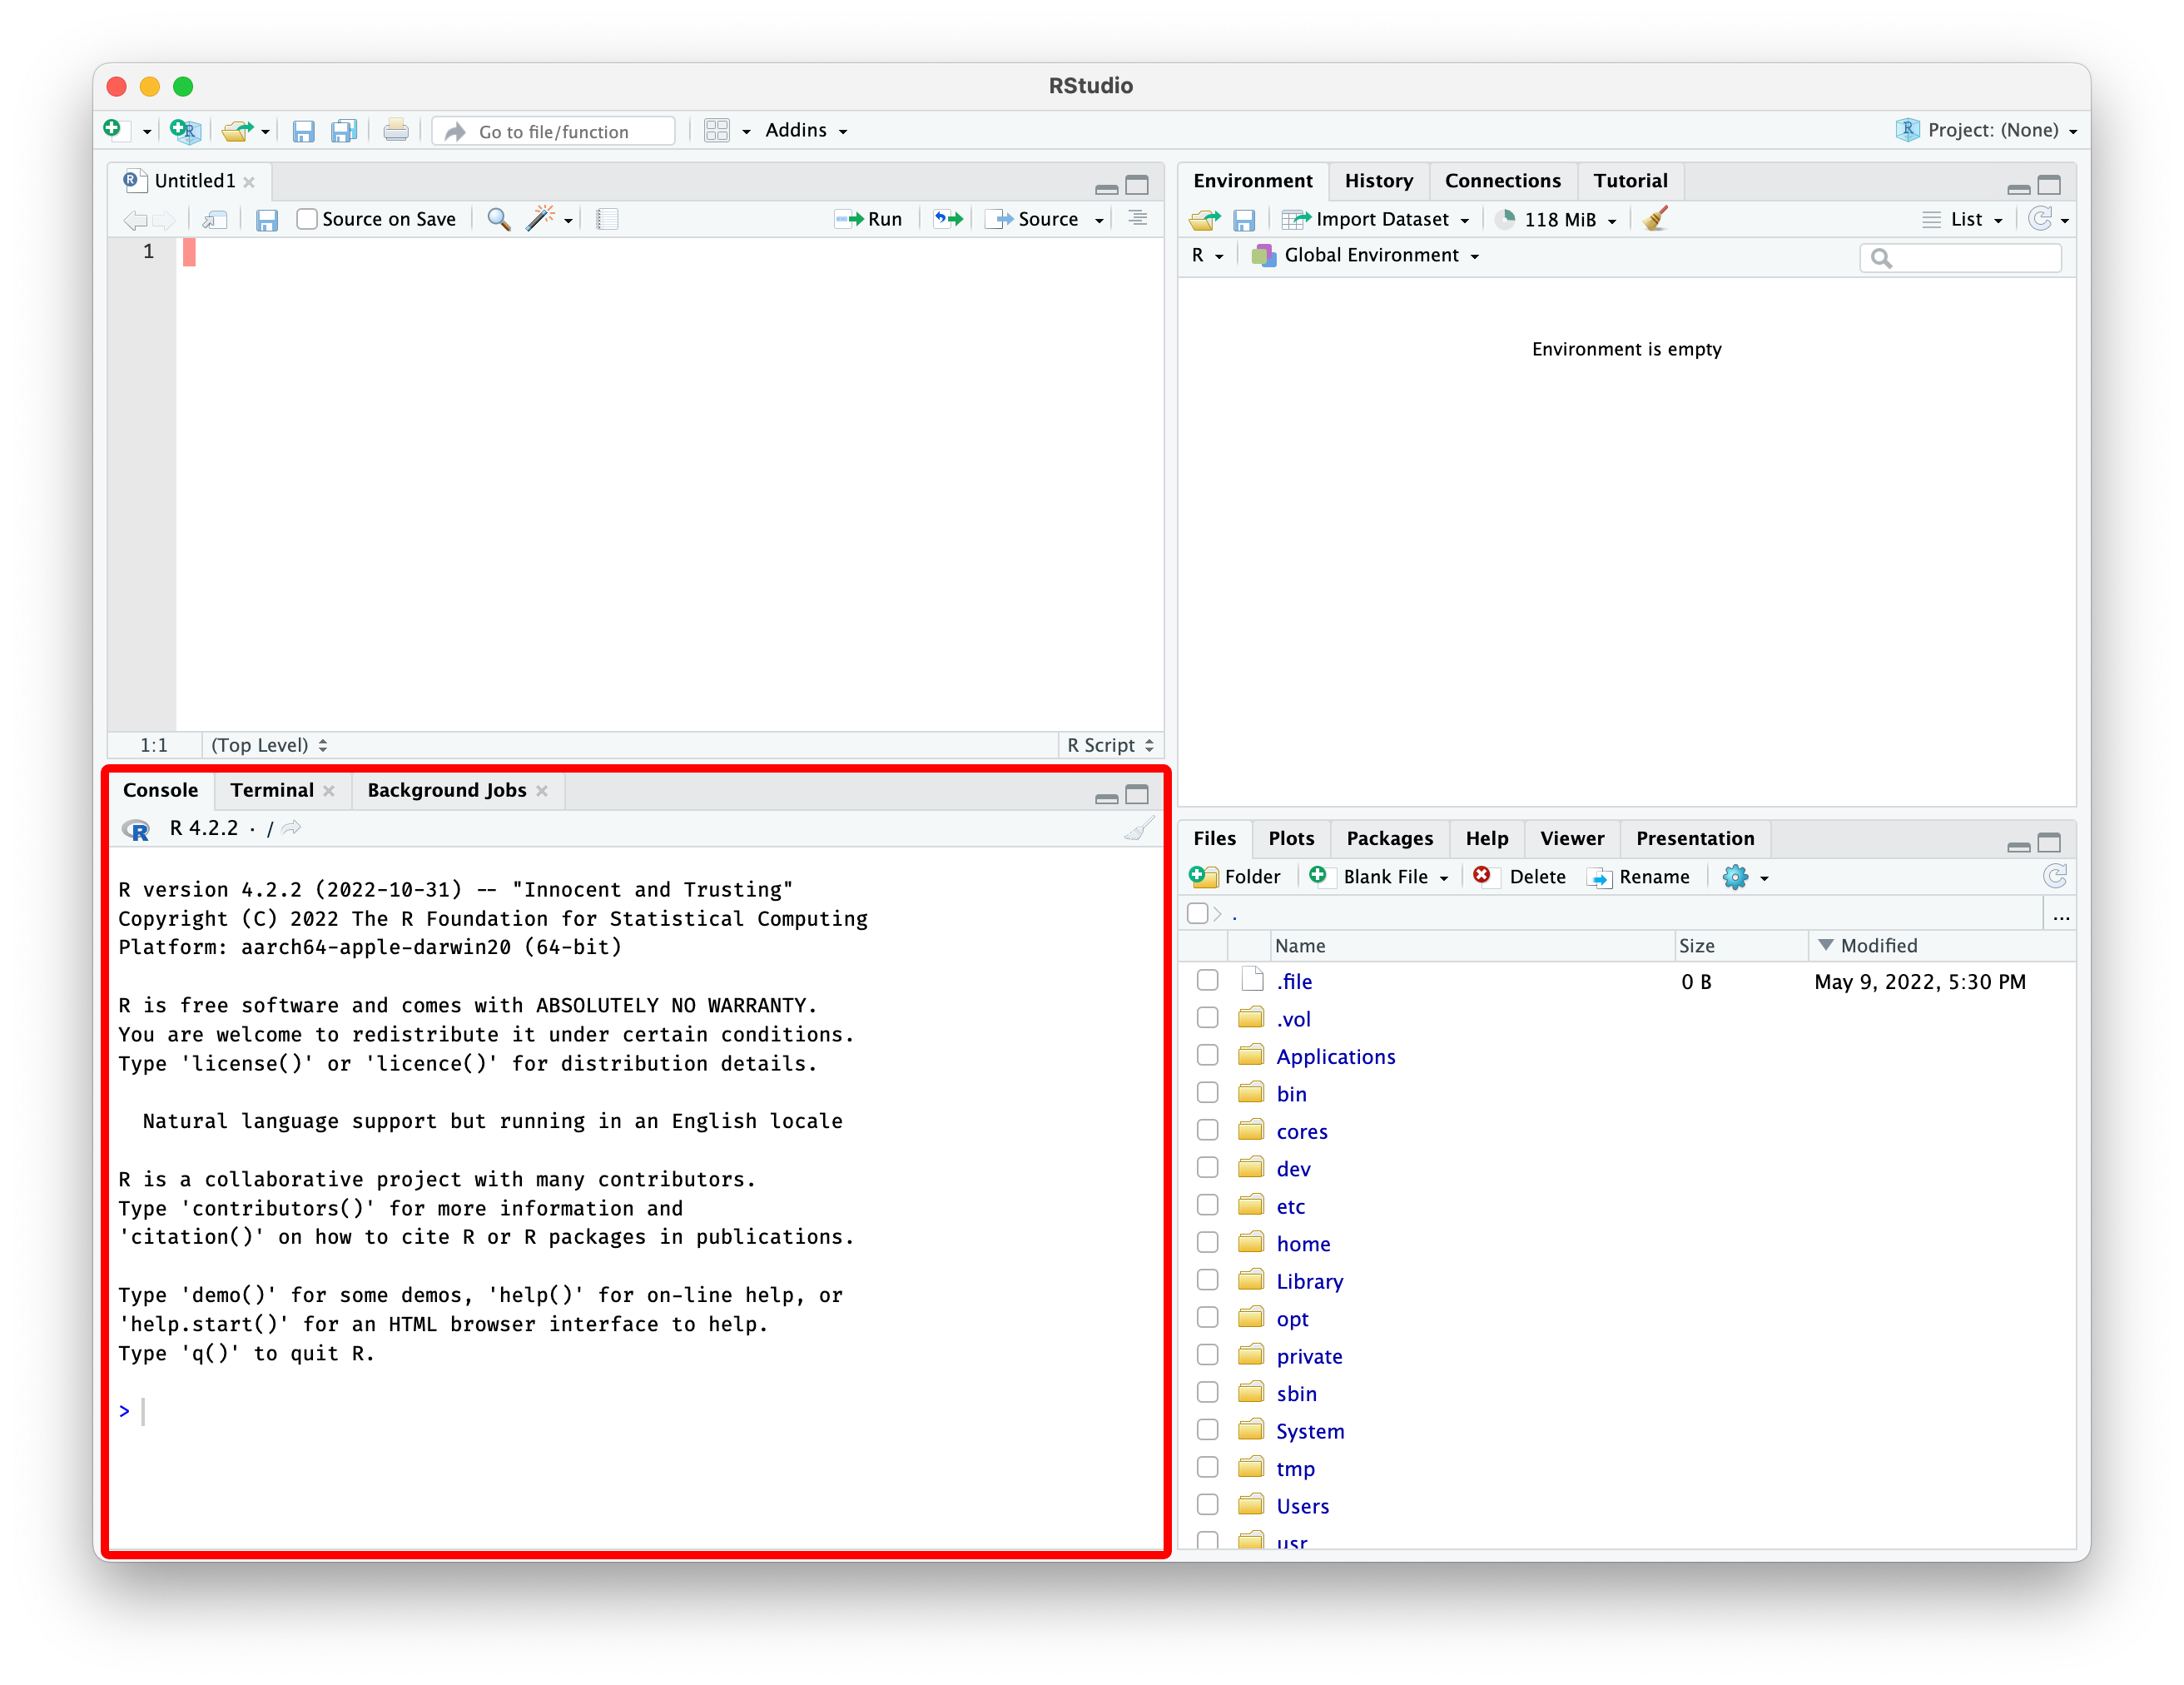 RStudio
Go to file/function
Addins
Project: (None)
Untitled1
Source on Save
Run
Source
1
1:1
(Top Level)
R Script
Console
Terminal
Background Jobs
R 4.2.2 · /
R version 4.2.2 (2022-10-31) -- "Innocent and Trusting"
Copyright (C) 2022 The R Foundation for Statistical Computing
Platform: aarch64-apple-darwin20 (64-bit)
R is free software and comes with ABSOLUTELY NO WARRANTY.
You are welcome to redistribute it under certain conditions.
Type 'license()' or 'licence()' for distribution details.
Natural language support but running in an English locale
R is a collaborative project with many contributors.
Type 'contributors()' for more information and
'citation()' on how to cite R or R packages in publications.
Type 'demo()' for some demos, 'help()' for on-line help, or
'help.start()' for an HTML browser interface to help.
Type 'q()' to quit R.
>
Environment
History
Connections
Tutorial
Import Dataset
118 MiB
List
R
Global Environment
Environment is empty
Files
Plots
Packages
Help
Viewer
Presentation
Folder
Blank File
Delete
Rename
.
...
Name
Size
Modified
.file 0 B May 9, 2022, 5:30 PM
.vol
Applications
bin
cores
dev
etc
home
Library
opt
private
sbin
System
tmp
Users
usr